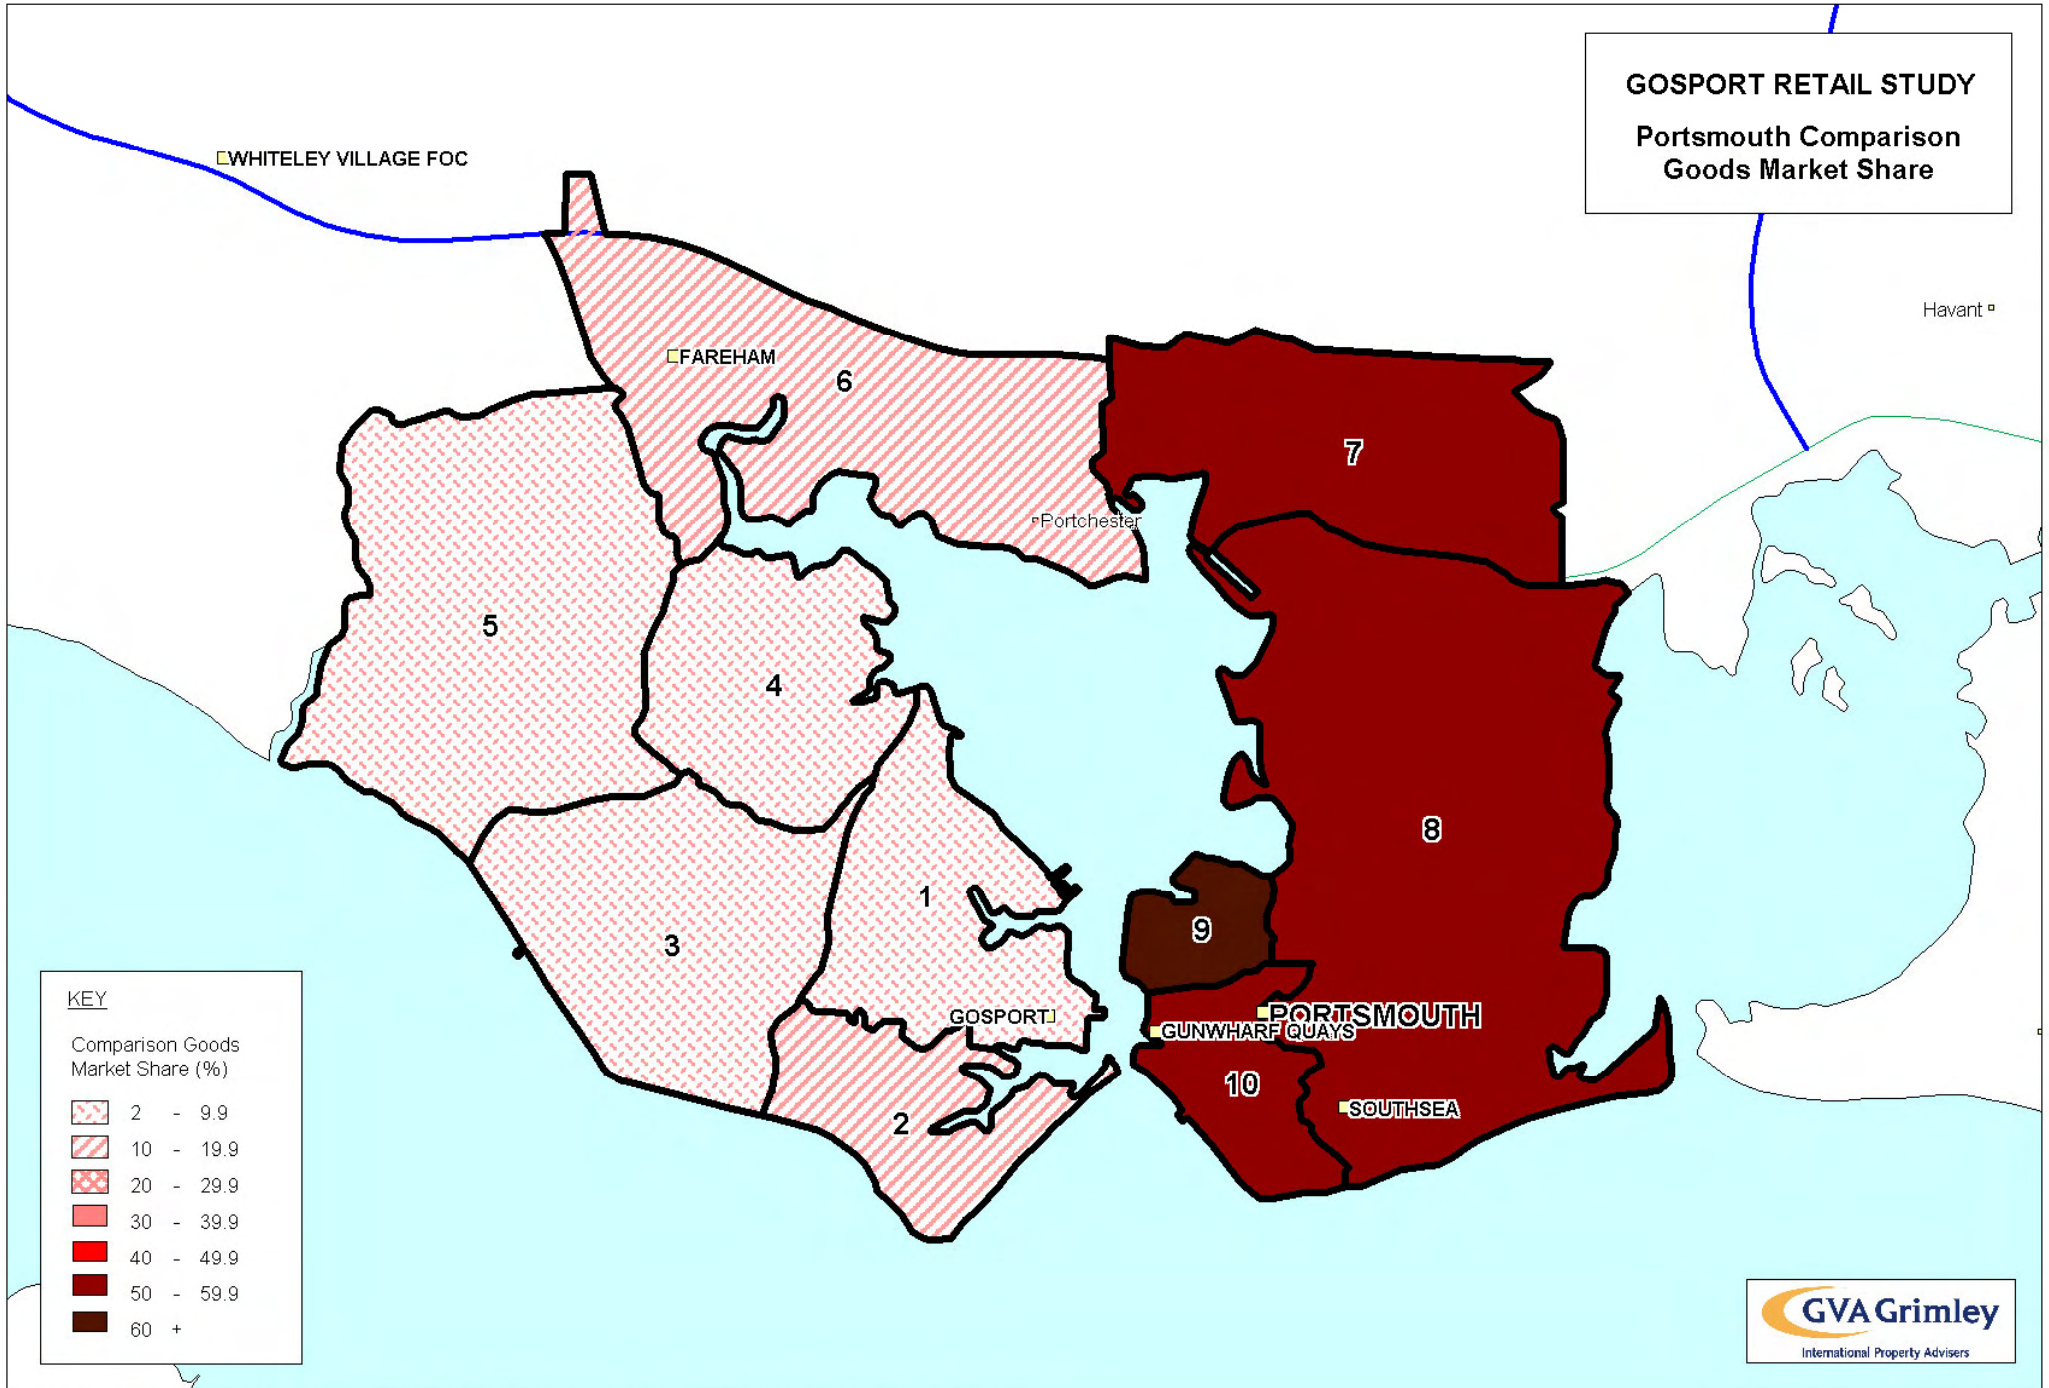 GOSPORT RETAIL STUDY
Portsmouth Comparison
Goods Market Share
WHITELEY VILLAGE FOC
Havant
FAREHAM
6
7
Portchester
5
4
8
1
9
3
GOSPORT
PORTSMOUTH
GUNWHARF QUAYS
10
SOUTHSEA
2
KEY
Comparison Goods
Market Share (%)
2 - 9.9
10 - 19.9
20 - 29.9
30 - 39.9
40 - 49.9
50 - 59.9
60 +
GVA Grimley
International Property Advisers